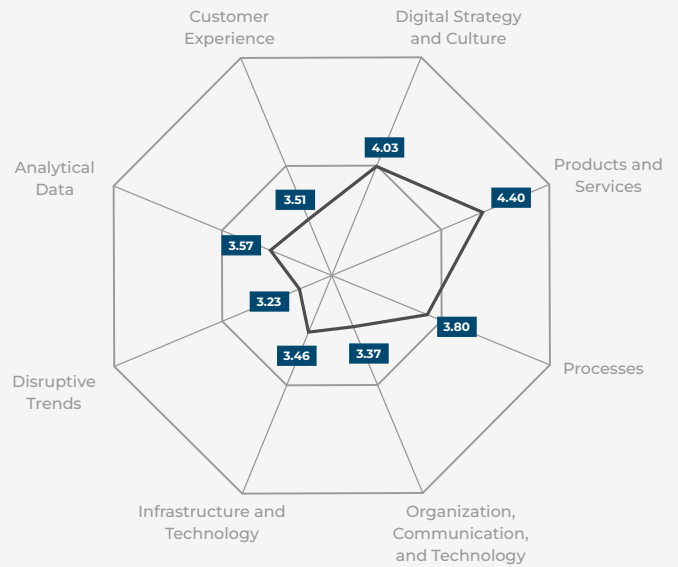 Customer
Experience
Digital Strategy
and Culture
4.03
Products and
Services
4.40
Analytical
Data
3.51
3.57
3.23
3.80
3.46
3.37
Processes
Disruptive
Trends
Infrastructure and
Technology
Organization,
Communication,
and Technology